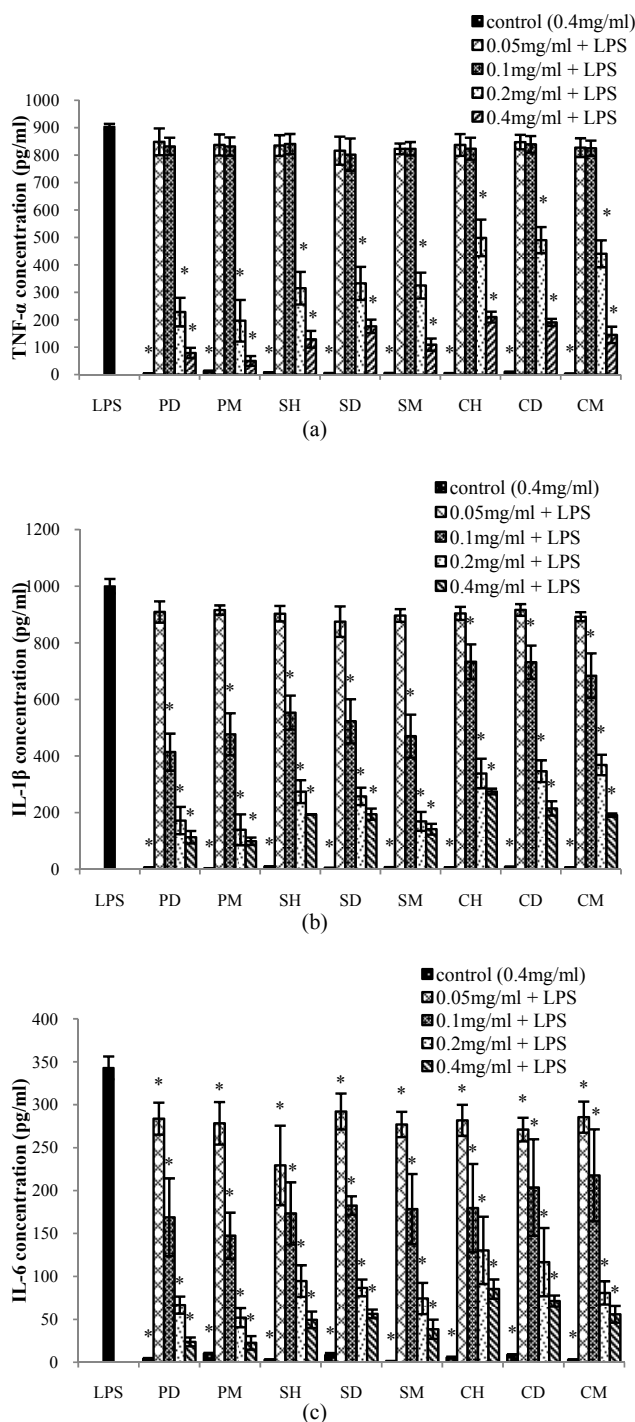 control (0.4mg/ml)
0.05mg/ml + LPS
0.1mg/ml + LPS
0.2mg/ml + LPS
0.4mg/ml + LPS
TNF-α concentration (pg/ml)
1000
900
800
700
600
500
400
300
200
100
0
* * * * * * * *
* * * * * * * *
* * * * * * * *
LPS PD PM SH SD SM CH CD CM
(a)
control (0.4mg/ml)
0.05mg/ml + LPS
0.1mg/ml + LPS
0.2mg/ml + LPS
0.4mg/ml + LPS
IL-1β concentration (pg/ml)
1200
1000
800
600
400
200
0
* * * * * * * *
* * * * * * * *
* * * * * * * *
* * * * * * * *
LPS PD PM SH SD SM CH CD CM
(b)
control (0.4mg/ml)
0.05mg/ml + LPS
0.1mg/ml + LPS
0.2mg/ml + LPS
0.4mg/ml + LPS
IL-6 concentration (pg/ml)
400
350
300
250
200
150
100
50
0
* * * * * * * *
* * * * * * * *
* * * * * * * *
* * * * * * * *
* * * * * * * *
LPS PD PM SH SD SM CH CD CM
(c)